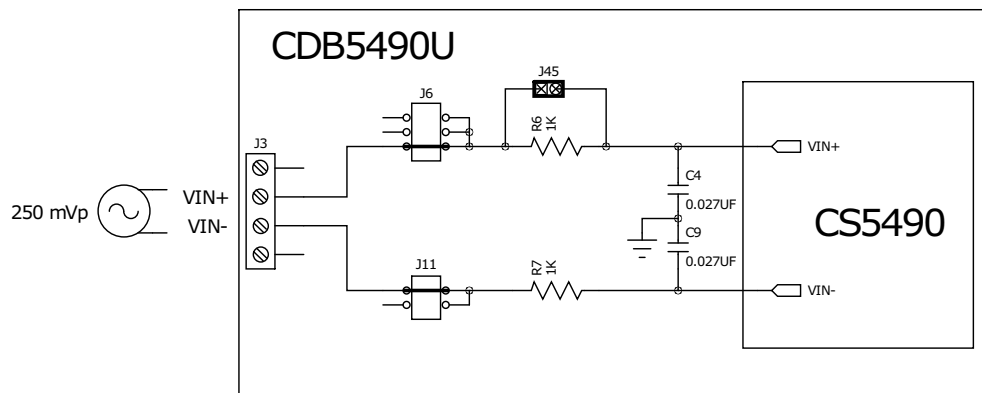 CDB5490U
J45
J6
R6
1K
J3
VIN+
C4
0.027UF
VIN+
250 mVp
VIN-
CS5490
C9
0.027UF
J11
R7
1K
VIN-